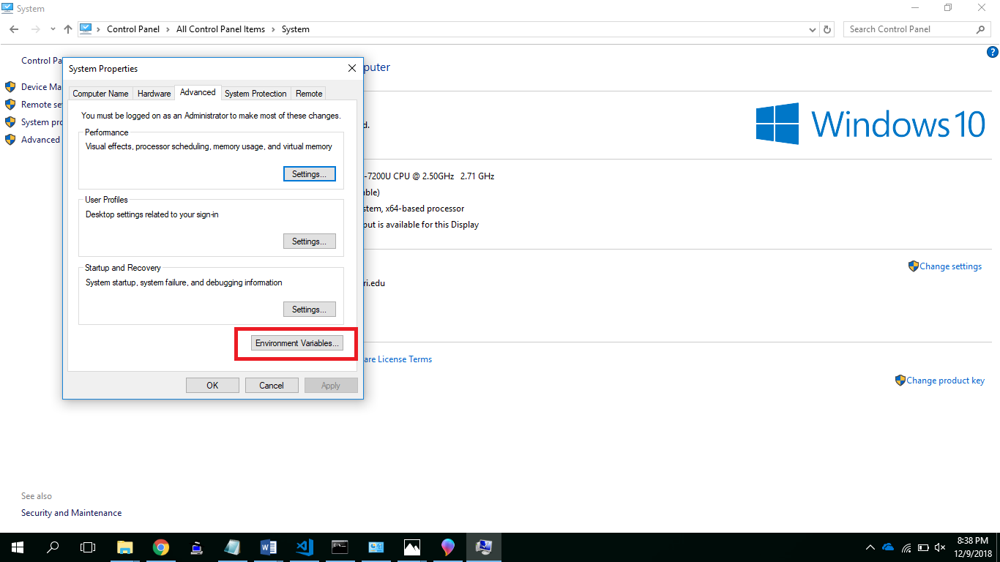 System
Control Panel > All Control Panel Items > System
Search Control Panel
?
Control Pa
Device Ma
Remote se
System pro
Advanced
System Properties
Computer Name Hardware Advanced System Protection Remote
You must be logged on as an Administrator to make most of these changes.
Performance
Visual effects, processor scheduling, memory usage, and virtual memory
Settings...
User Profiles
Desktop settings related to your sign-in
Settings...
Startup and Recovery
System startup, system failure, and debugging information
Settings...
Environment Variables...
OK Cancel Apply
puter
d.
Windows 10
-7200U CPU @ 2.50GHz 2.71 GHz
ble)
stem, x64-based processor
put is available for this Display
Change settings
ri.edu
are License Terms
Change product key
See also
Security and Maintenance
8:38 PM
12/9/2018